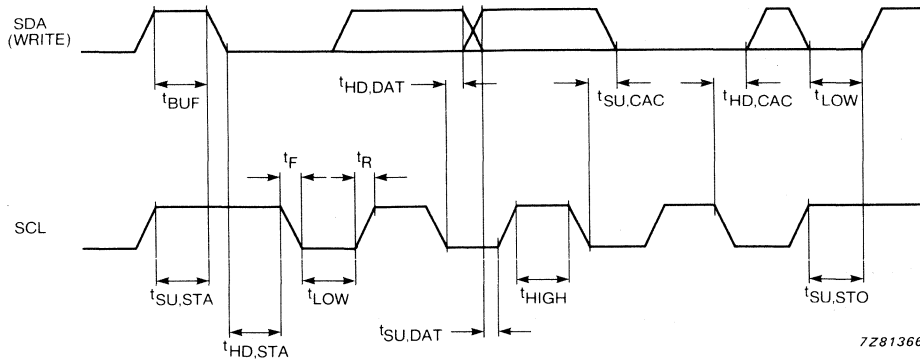 SDA
(WRITE)
tBUF
tHD,DAT
tSU,CAC
tHD,CAC
tLOW
tF
tR
SCL
tSU,STA
tLOW
tHIGH
tSU,STO
tHD,STA
tSU,DAT
7Z81366